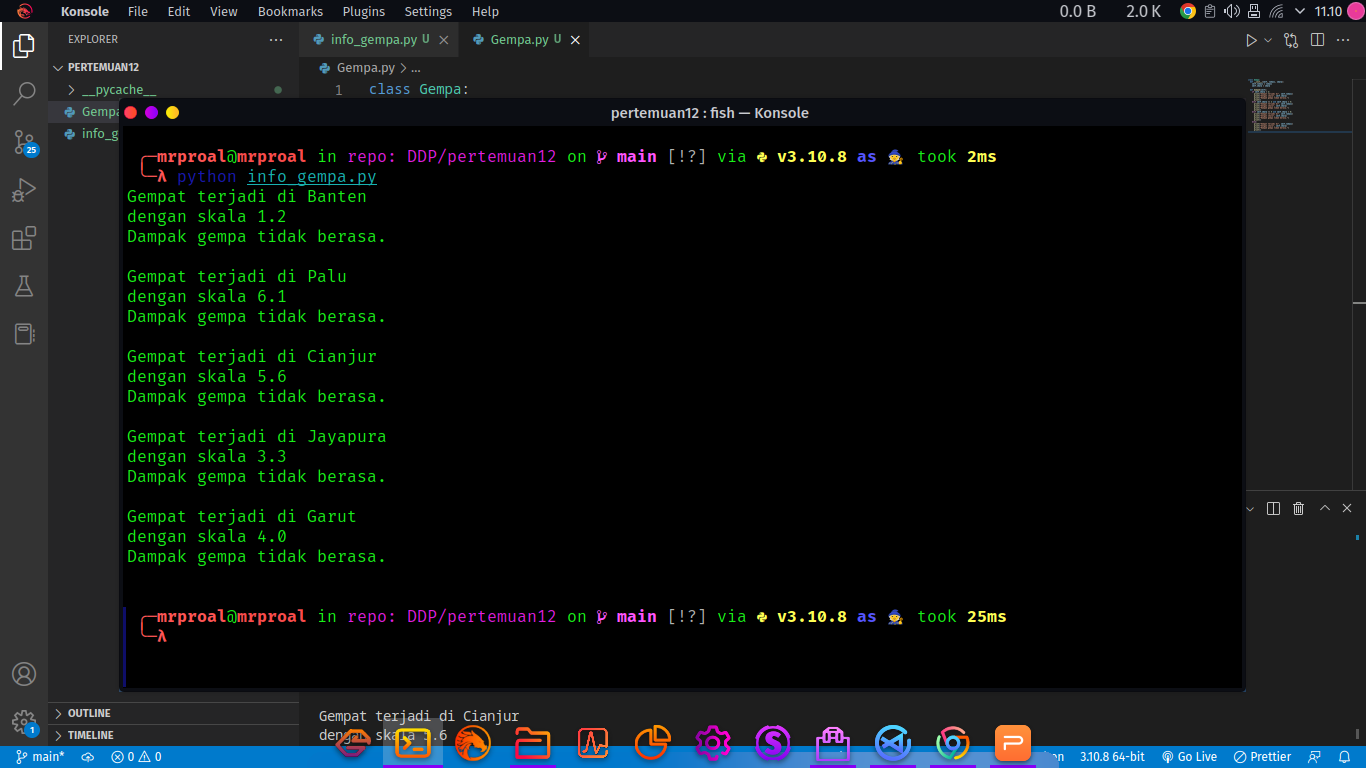 Konsole File Edit View Bookmarks Plugins Settings Help 0.0 B 2.0 K 11.10
EXPLORER
info_gempa.py U Gempa.py U
PERTEMUAN12
Gempa.py > ...
__pycache__
1 class Gempa:
Gempa
info_g
pertemuan12 : fish — Konsole
mrproal@mrproal in repo: DDP/pertemuan12 on main [!?] via v3.10.8 as took 2ms
λ python info_gempa.py
Gempat terjadi di Banten
dengan skala 1.2
Dampak gempa tidak berasa.
Gempat terjadi di Palu
dengan skala 6.1
Dampak gempa tidak berasa.
Gempat terjadi di Cianjur
dengan skala 5.6
Dampak gempa tidak berasa.
Gempat terjadi di Jayapura
dengan skala 3.3
Dampak gempa tidak berasa.
Gempat terjadi di Garut
dengan skala 4.0
Dampak gempa tidak berasa.
mrproal@mrproal in repo: DDP/pertemuan12 on main [!?] via v3.10.8 as took 25ms
λ
25
1
OUTLINE
TIMELINE
Gempat terjadi di Cianjur
dengan skala 5.6
main* 0 0 3.10.8 64-bit Go Live Prettier